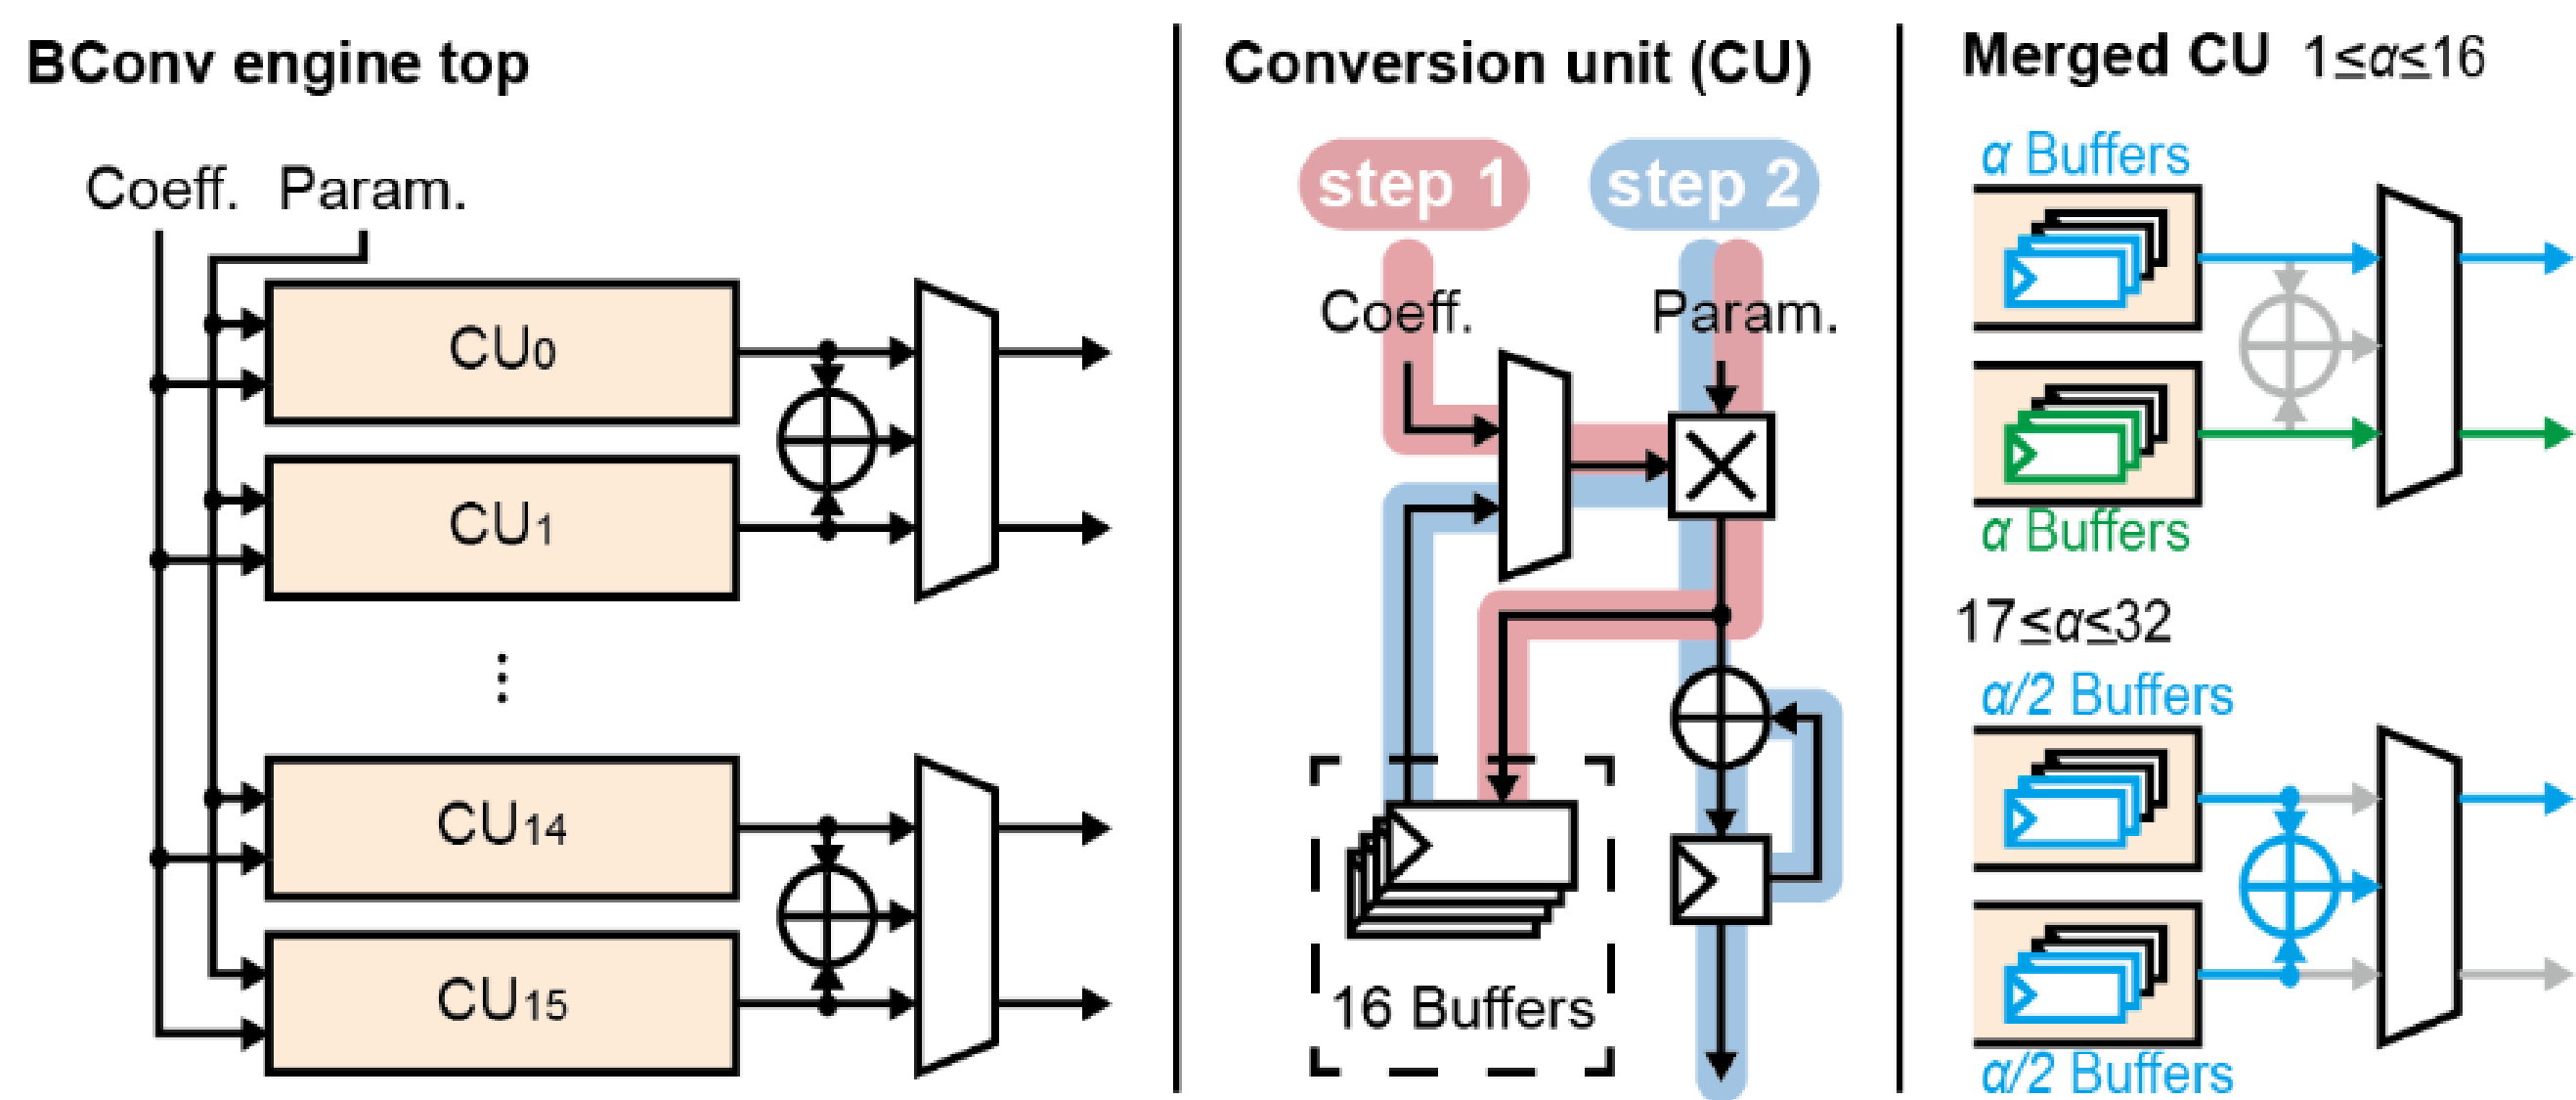 BConv engine top
Coeff. Param.
CU0
CU1
⋮
CU14
CU15
Conversion unit (CU)
step 1 step 2
Coeff. Param.
16 Buffers
Merged CU 1≤α≤16
α Buffers
α Buffers
17≤α≤32
α/2 Buffers
α/2 Buffers